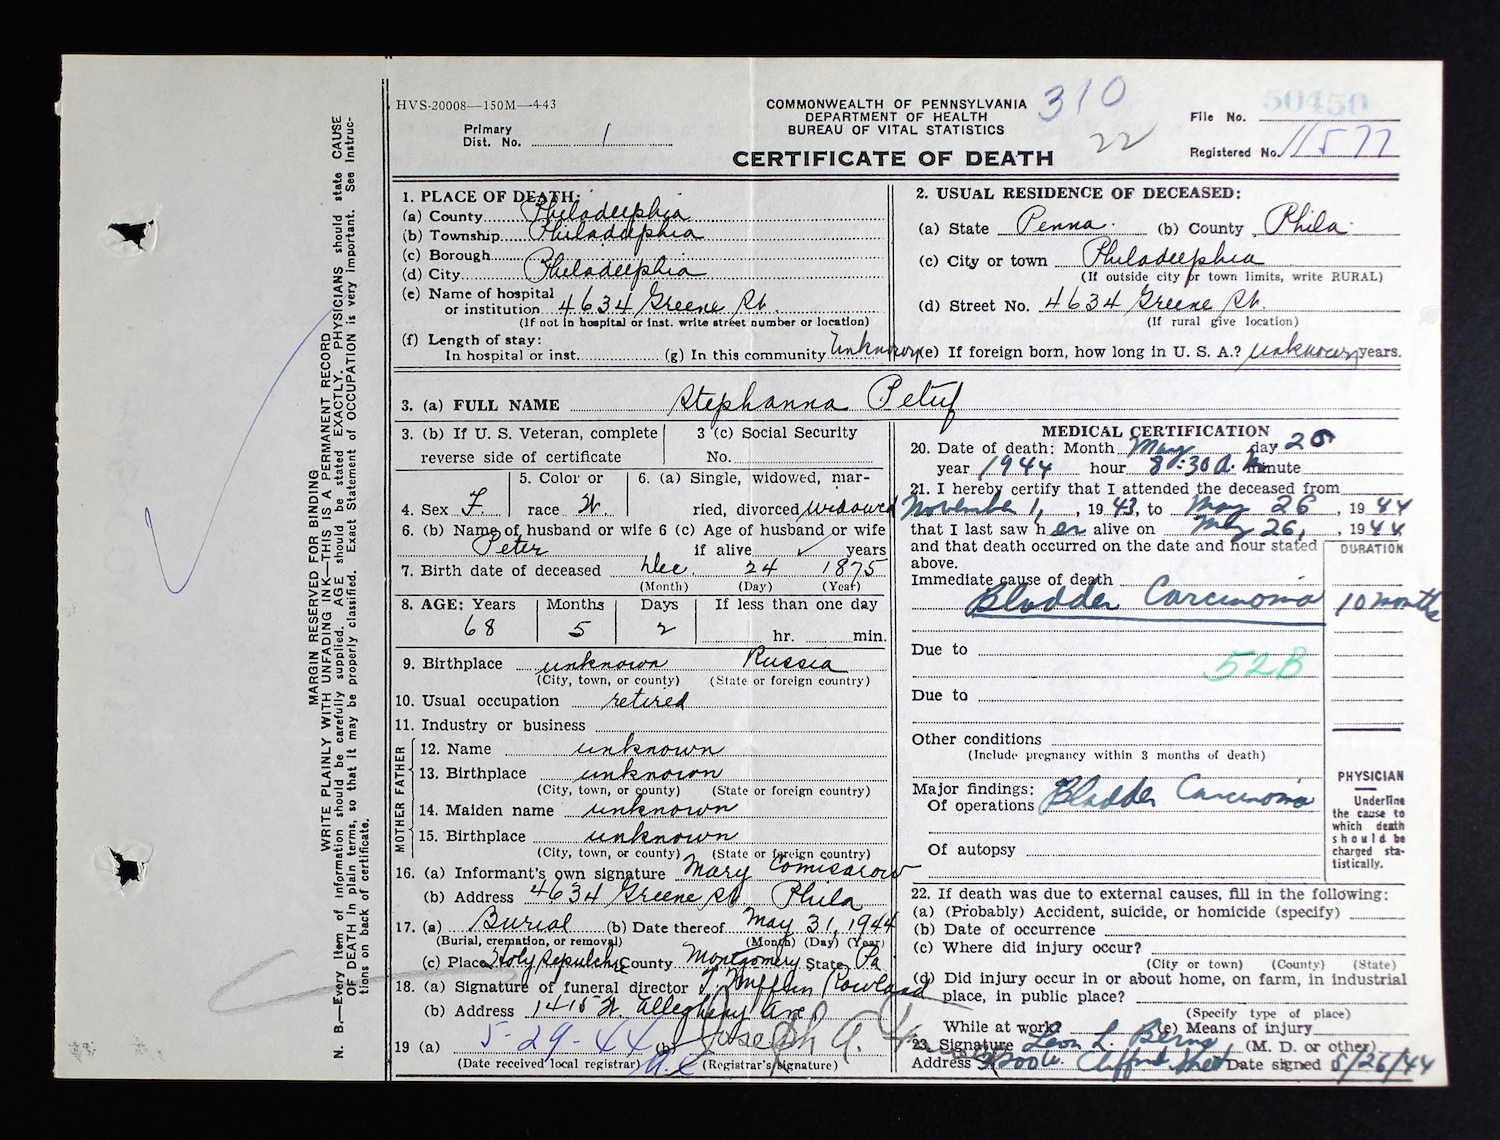 HVS-20008—150M—4-43
Primary
Dist. No. 1
COMMONWEALTH OF PENNSYLVANIA
DEPARTMENT OF HEALTH
BUREAU OF VITAL STATISTICS
CERTIFICATE OF DEATH
310
22
File No. 50450
Registered No. 11577
1. PLACE OF DEATH:
(a) County Philadelphia
(b) Township Philadelphia
(c) Borough
(d) City Philadelphia
(e) Name of hospital
or institution 4634 Greene St.
(If not in hospital or inst. write street number or location)
(f) Length of stay:
In hospital or inst. (g) In this community Unknown
2. USUAL RESIDENCE OF DECEASED:
(a) State Penna. (b) County Phila.
(c) City or town Philadelphia
(If outside city or town limits, write RURAL)
(d) Street No. 4634 Greene St.
(If rural give location)
(e) If foreign born, how long in U. S. A.? unknown years.
3. (a) FULL NAME Stephanna Petuf
3. (b) If U. S. Veteran, complete
reverse side of certificate
3 (c) Social Security
No.
4. Sex F
5. Color or
race W.
6. (a) Single, widowed, mar-
ried, divorced widowed
6. (b) Name of husband or wife
Peter
6 (c) Age of husband or wife
if alive years
7. Birth date of deceased Dec. 24 1875
(Month) (Day) (Year)
8. AGE: Years Months Days If less than one day
68 5 2 hr. min.
9. Birthplace unknown Russia
(City, town, or county) (State or foreign country)
10. Usual occupation retired
11. Industry or business
FATHER
12. Name unknown
13. Birthplace unknown
(City, town, or county) (State or foreign country)
MOTHER
14. Maiden name unknown
15. Birthplace unknown
(City, town, or county) (State or foreign country)
16. (a) Informant's own signature Mary Comisarow
(b) Address 4634 Greene St. Phila
17. (a) Burial (b) Date thereof May 31, 1944
(Burial, cremation, or removal) (Month) (Day) (Year)
(c) Place Holy Sepulchre County Montgomery State Pa
18. (a) Signature of funeral director T. Mifflin Rowland
(b) Address 1415 W. Allegheny Ave
19 (a) 5-29-44 (b) Joseph A.
(Date received local registrar) (Registrar's signature)
MEDICAL CERTIFICATION
20. Date of death: Month May day 26
year 1944 hour 8:30 A. M. minute
21. I hereby certify that I attended the deceased from
November 1, 1943, to May 26, 1944
that I last saw her alive on May 26, 1944
and that death occurred on the date and hour stated
above.
DURATION
Immediate cause of death
Bladder Carcinoma 10 months
Due to
52B
Due to
Other conditions
(Include pregnancy within 3 months of death)
Major findings:
Of operations Bladder Carcinoma
Of autopsy
PHYSICIAN
Underline
the cause to
which death
should be
charged sta-
tistically.
22. If death was due to external causes, fill in the following:
(a) (Probably) Accident, suicide, or homicide (specify)
(b) Date of occurrence
(c) Where did injury occur?
(City or town) (County) (State)
(d) Did injury occur in or about home, on farm, in industrial
place, in public place?
(Specify type of place)
While at work? (e) Means of injury
23. Signature Leon L. Berns (M. D. or other)
Address Clifford Street Date signed 5/26/44
MARGIN RESERVED FOR BINDING
WRITE PLAINLY WITH UNFADING INK—THIS IS A PERMANENT RECORD
N. B.—Every item of information should be carefully supplied. AGE should be stated EXACTLY. PHYSICIANS should state CAUSE
OF DEATH in plain terms, so that it may be properly classified. Exact Statement of OCCUPATION is very important. See Instruc-
tions on back of certificate.